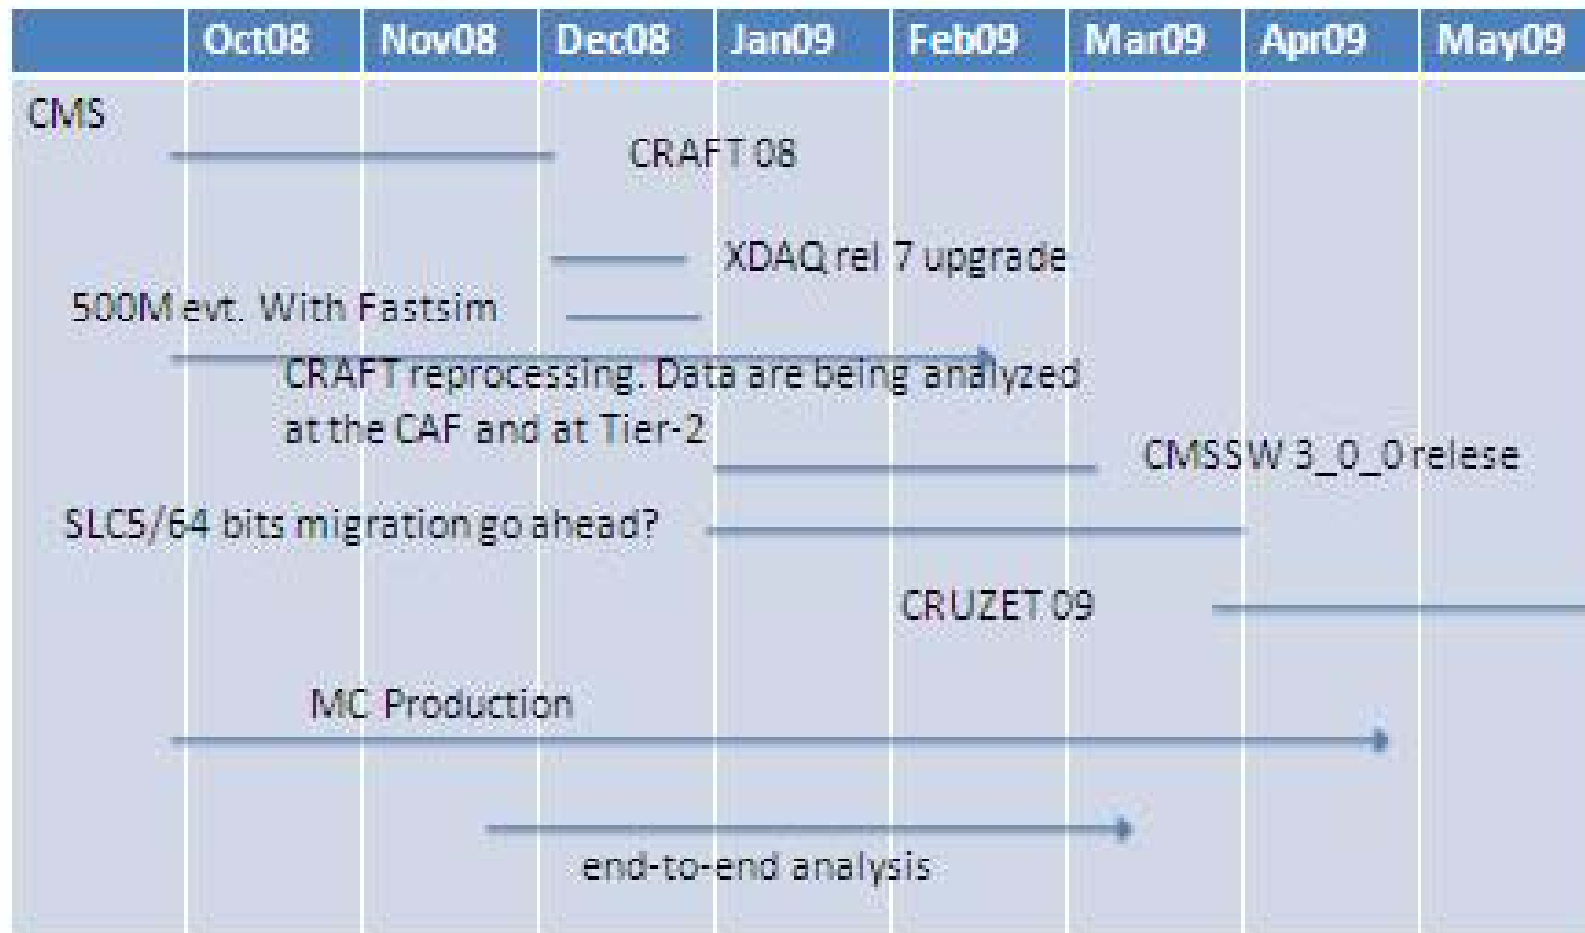 Oct08 Nov08 Dec08 Jan09 Feb09 Mar09 Apr09 May09
CMS
CRAFT 08
XDAQ rel 7 upgrade
500M evt. With Fastsim
CRAFT reprocessing. Data are being analyzed
at the CAF and at Tier-2
CMSSW 3_0_0 relese
SLC5/64 bits migration go ahead?
CRUZET 09
MC Production
end-to-end analysis